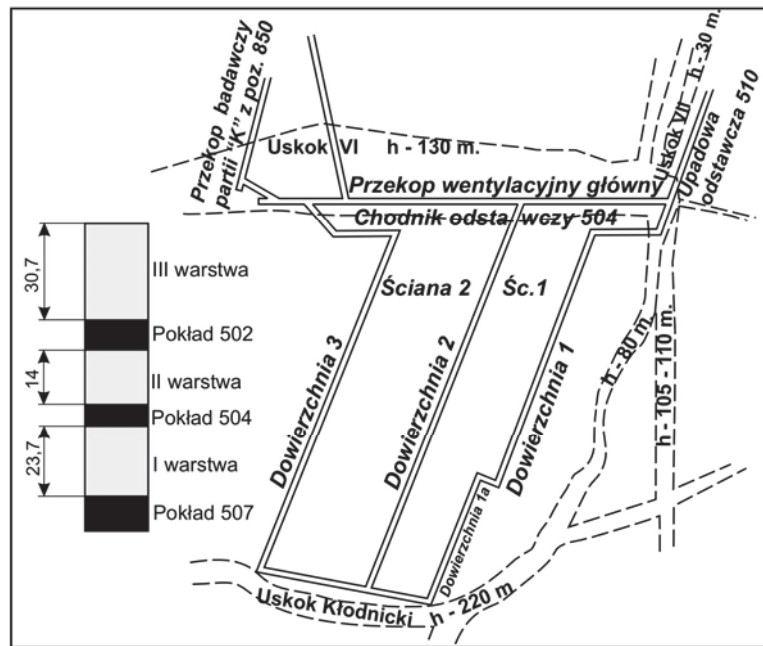 Przekop badawczy
partii "K" z poz. 850
Uskok VI h - 130 m.
h - 30 m.
Uskok VII
Upadowa
odstawcza 510
Przekop wentylacyjny główny
Chodnik odsta wczy 504
Ściana 2
Śc.1
Dowierzchnia 3
Dowierzchnia 2
Dowierzchnia 1
Dowierzchnia 1a
h - 80 m.
h - 105 - 110 m.
Uskok Kłodnicki h - 220 m.
30,7
III warstwa
Pokład 502
14
II warstwa
Pokład 504
23,7
I warstwa
Pokład 507